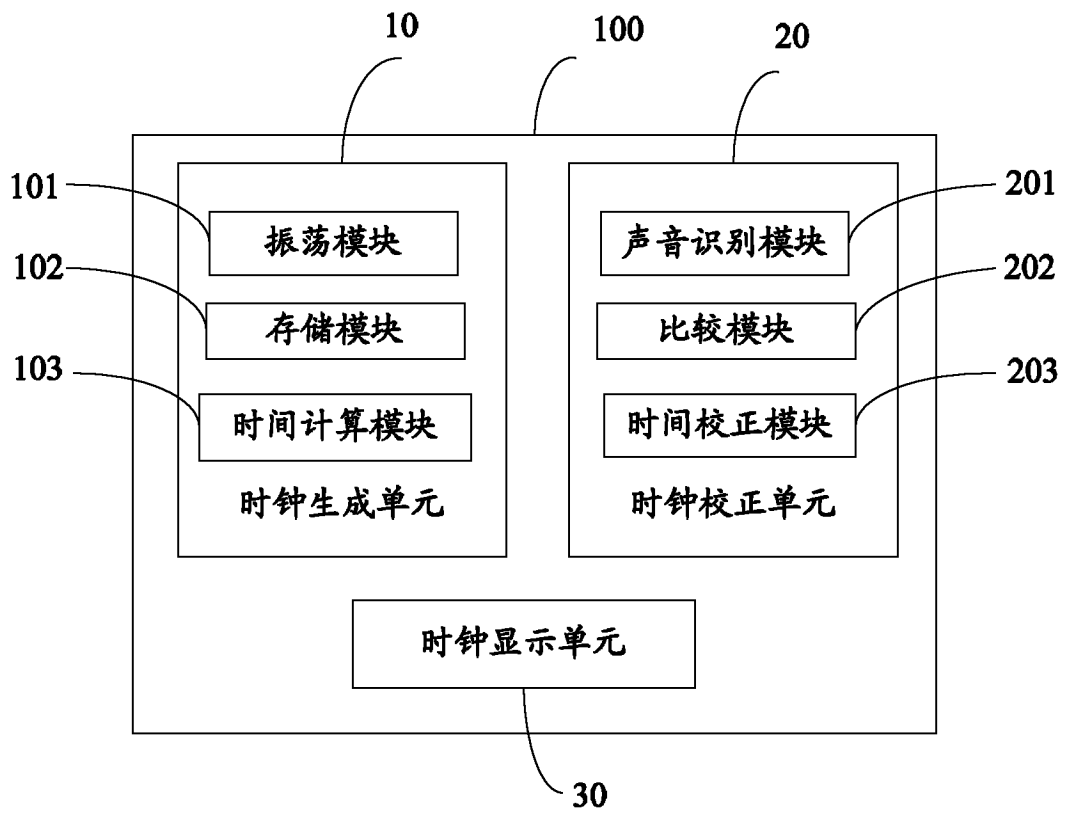 10
100
20
101
振荡模块
102
存储模块
103
时间计算模块
时钟生成单元
201
声音识别模块
202
比较模块
203
时间校正模块
时钟校正单元
时钟显示单元
30